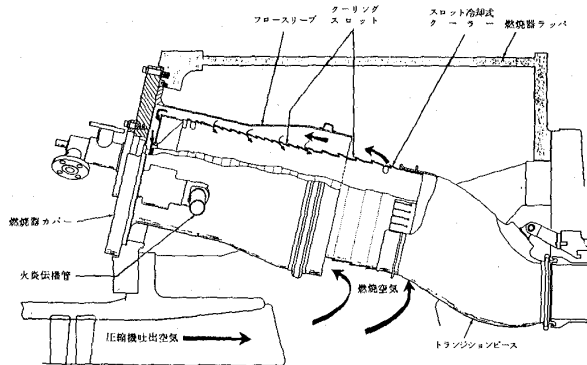 フロースリーブ
クーリング
スロット
スロット冷却式
クーラー
燃焼器ラッパ
燃焼器カバー
火炎伝播管
燃焼空気
圧縮機吐出空気
トランジションピース